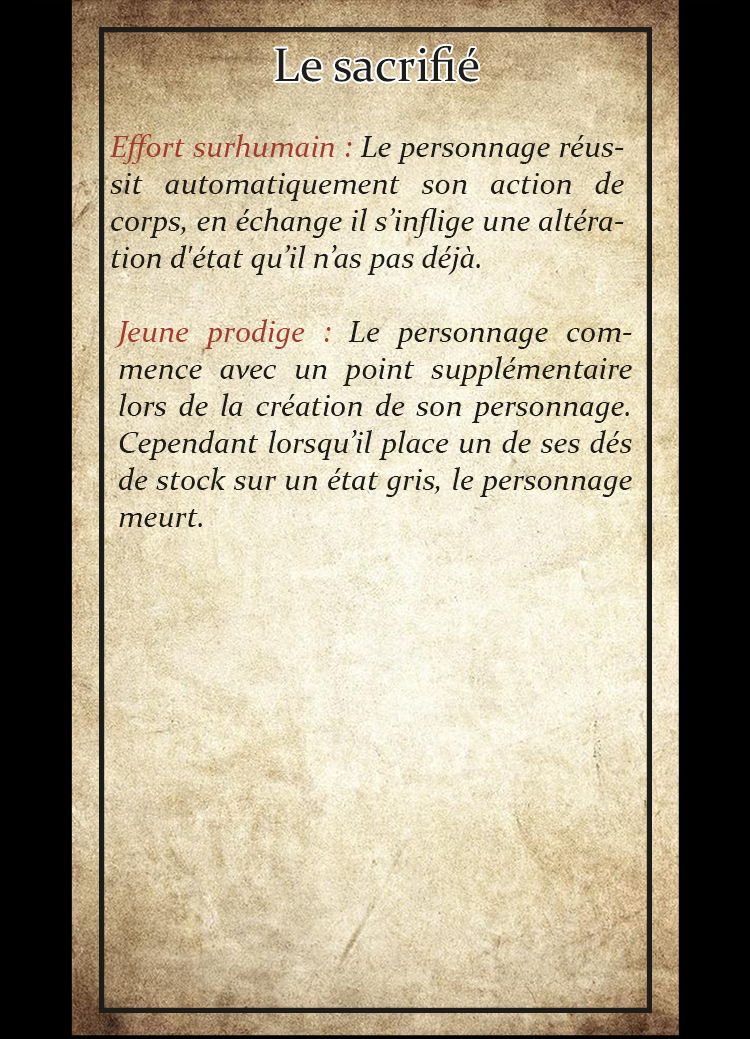 Le sacrifié
Effort surhumain : Le personnage réus-
sit automatiquement son action de
corps, en échange il s’inflige une altéra-
tion d'état qu’il n’as pas déjà.
Jeune prodige : Le personnage com-
mence avec un point supplémentaire
lors de la création de son personnage.
Cependant lorsqu’il place un de ses dés
de stock sur un état gris, le personnage
meurt.